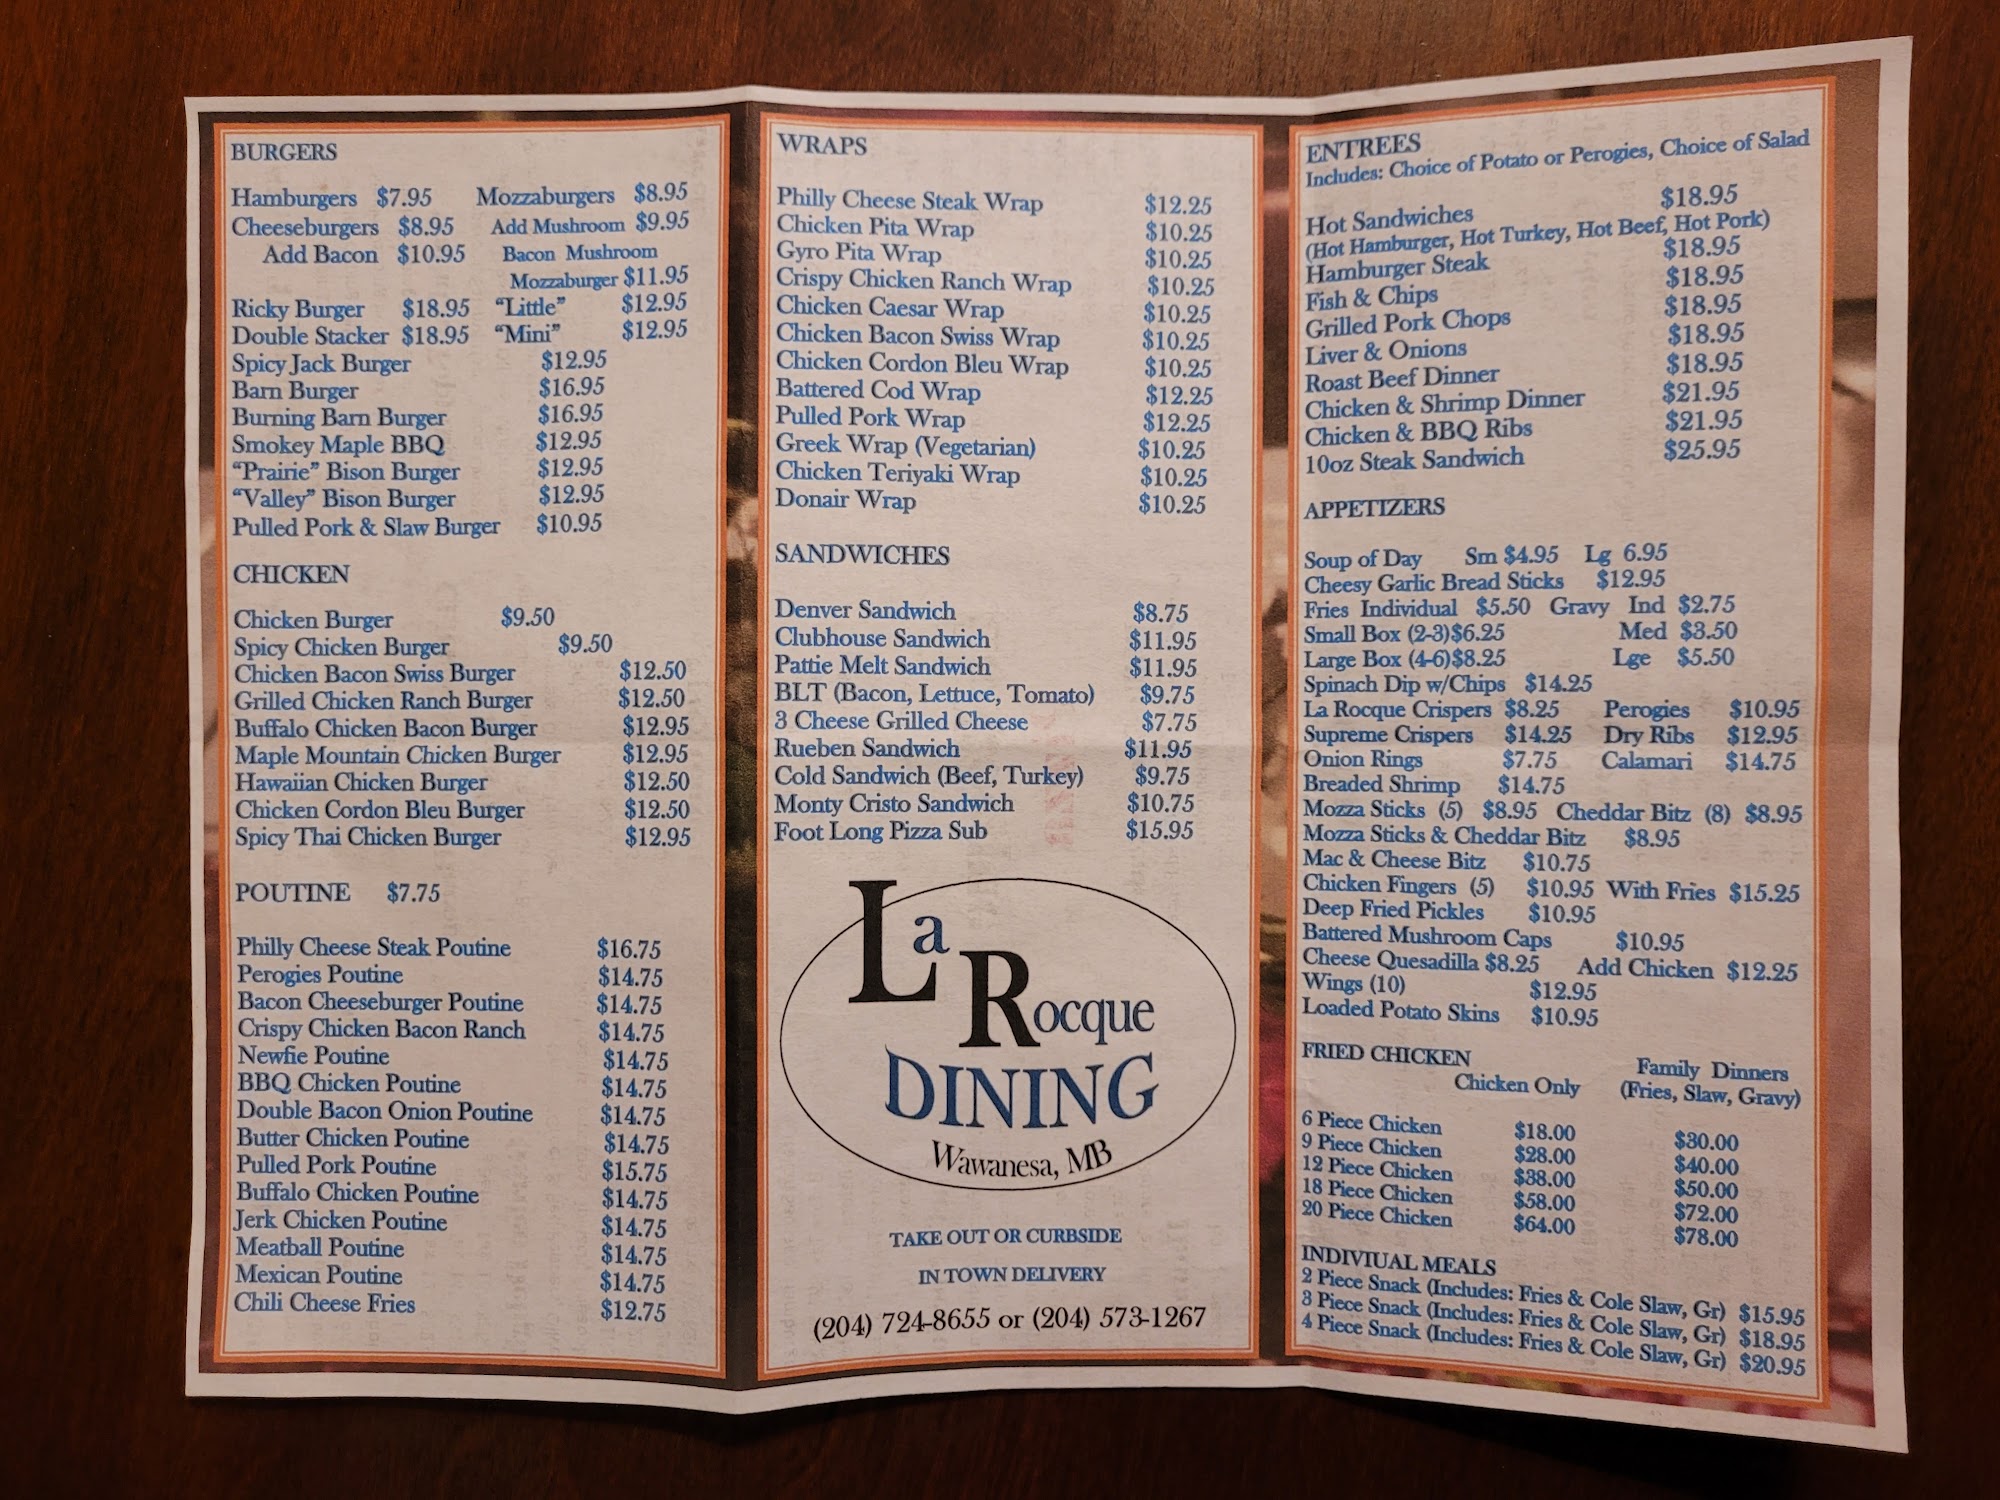 BURGERS
Hamburgers $7.95 Mozzaburgers $8.95
Cheeseburgers $8.95 Add Mushroom $9.95
Add Bacon $10.95 Bacon Mushroom
Mozzaburger $11.95
Ricky Burger $18.95 “Little” $12.95
Double Stacker $18.95 “Mini” $12.95
Spicy Jack Burger $12.95
Barn Burger $16.95
Burning Barn Burger $16.95
Smokey Maple BBQ $12.95
“Prairie” Bison Burger $12.95
“Valley” Bison Burger $12.95
Pulled Pork & Slaw Burger $10.95
CHICKEN
Chicken Burger $9.50
Spicy Chicken Burger $9.50
Chicken Bacon Swiss Burger $12.50
Grilled Chicken Ranch Burger $12.50
Buffalo Chicken Bacon Burger $12.95
Maple Mountain Chicken Burger $12.95
Hawaiian Chicken Burger $12.50
Chicken Cordon Bleu Burger $12.50
Spicy Thai Chicken Burger $12.95
POUTINE $7.75
Philly Cheese Steak Poutine $16.75
Perogies Poutine $14.75
Bacon Cheeseburger Poutine $14.75
Crispy Chicken Bacon Ranch $14.75
Newfie Poutine $14.75
BBQ Chicken Poutine $14.75
Double Bacon Onion Poutine $14.75
Butter Chicken Poutine $14.75
Pulled Pork Poutine $15.75
Buffalo Chicken Poutine $14.75
Jerk Chicken Poutine $14.75
Meatball Poutine $14.75
Mexican Poutine $14.75
Chili Cheese Fries $12.75
WRAPS
Philly Cheese Steak Wrap $12.25
Chicken Pita Wrap $10.25
Gyro Pita Wrap $10.25
Crispy Chicken Ranch Wrap $10.25
Chicken Caesar Wrap $10.25
Chicken Bacon Swiss Wrap $10.25
Chicken Cordon Bleu Wrap $10.25
Battered Cod Wrap $12.25
Pulled Pork Wrap $12.25
Greek Wrap (Vegetarian) $10.25
Chicken Teriyaki Wrap $10.25
Donair Wrap $10.25
SANDWICHES
Denver Sandwich $8.75
Clubhouse Sandwich $11.95
Pattie Melt Sandwich $11.95
BLT (Bacon, Lettuce, Tomato) $9.75
3 Cheese Grilled Cheese $7.75
Rueben Sandwich $11.95
Cold Sandwich (Beef, Turkey) $9.75
Monty Cristo Sandwich $10.75
Foot Long Pizza Sub $15.95
La
Rocque
DINING
Wawanesa, MB
TAKE OUT OR CURBSIDE
IN TOWN DELIVERY
(204) 724-8655 or (204) 573-1267
ENTREES
Includes: Choice of Potato or Perogies, Choice of Salad
Hot Sandwiches $18.95
(Hot Hamburger, Hot Turkey, Hot Beef, Hot Pork)
Hamburger Steak $18.95
Fish & Chips $18.95
Grilled Pork Chops $18.95
Liver & Onions $18.95
Roast Beef Dinner $18.95
Chicken & Shrimp Dinner $21.95
Chicken & BBQ Ribs $21.95
10oz Steak Sandwich $25.95
APPETIZERS
Soup of Day Sm $4.95 Lg 6.95
Cheesy Garlic Bread Sticks $12.95
Fries Individual $5.50 Gravy Ind $2.75
Small Box (2-3)$6.25 Med $3.50
Large Box (4-6)$8.25 Lge $5.50
Spinach Dip w/Chips $14.25
La Rocque Crispers $8.25 Perogies $10.95
Supreme Crispers $14.25 Dry Ribs $12.95
Onion Rings $7.75 Calamari $14.75
Breaded Shrimp $14.75
Mozza Sticks (5) $8.95 Cheddar Bitz (8) $8.95
Mozza Sticks & Cheddar Bitz $8.95
Mac & Cheese Bitz $10.75
Chicken Fingers (5) $10.95 With Fries $15.25
Deep Fried Pickles $10.95
Battered Mushroom Caps $10.95
Cheese Quesadilla $8.25 Add Chicken $12.25
Wings (10) $12.95
Loaded Potato Skins $10.95
FRIED CHICKEN Family Dinners
Chicken Only (Fries, Slaw, Gravy)
6 Piece Chicken $18.00 $30.00
9 Piece Chicken $28.00 $40.00
12 Piece Chicken $38.00 $50.00
18 Piece Chicken $58.00 $72.00
20 Piece Chicken $64.00 $78.00
INDIVIUAL MEALS
2 Piece Snack (Includes: Fries & Cole Slaw, Gr) $15.95
3 Piece Snack (Includes: Fries & Cole Slaw, Gr) $18.95
4 Piece Snack (Includes: Fries & Cole Slaw, Gr) $20.95